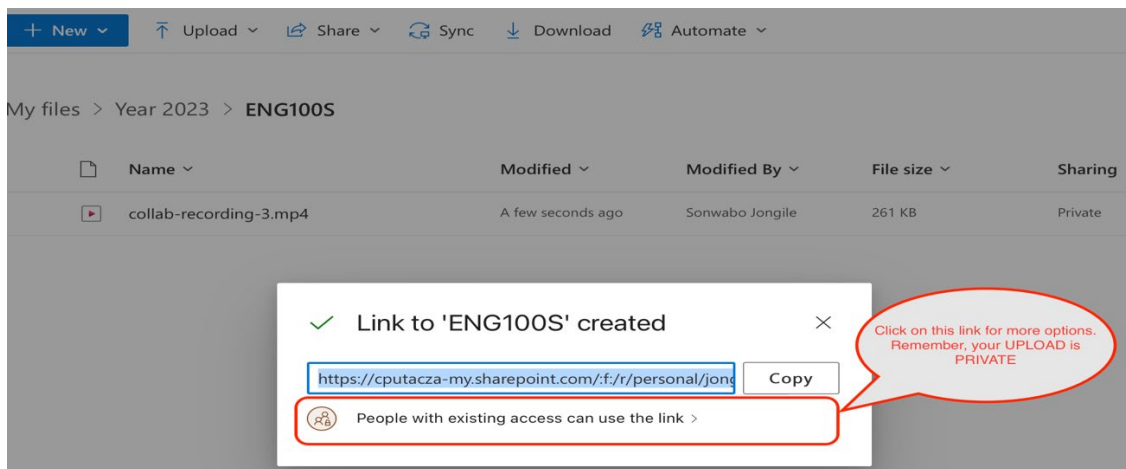 + New Upload Share Sync Download Automate
My files > Year 2023 > ENG100S
Name Modified Modified By File size Sharing
collab-recording-3.mp4 A few seconds ago Sonwabo Jongile 261 KB Private
Link to 'ENG100S' created
https://cputacza-my.sharepoint.com/:f:/r/personal/jong Copy
People with existing access can use the link >
Click on this link for more options.
Remember, your UPLOAD is
PRIVATE